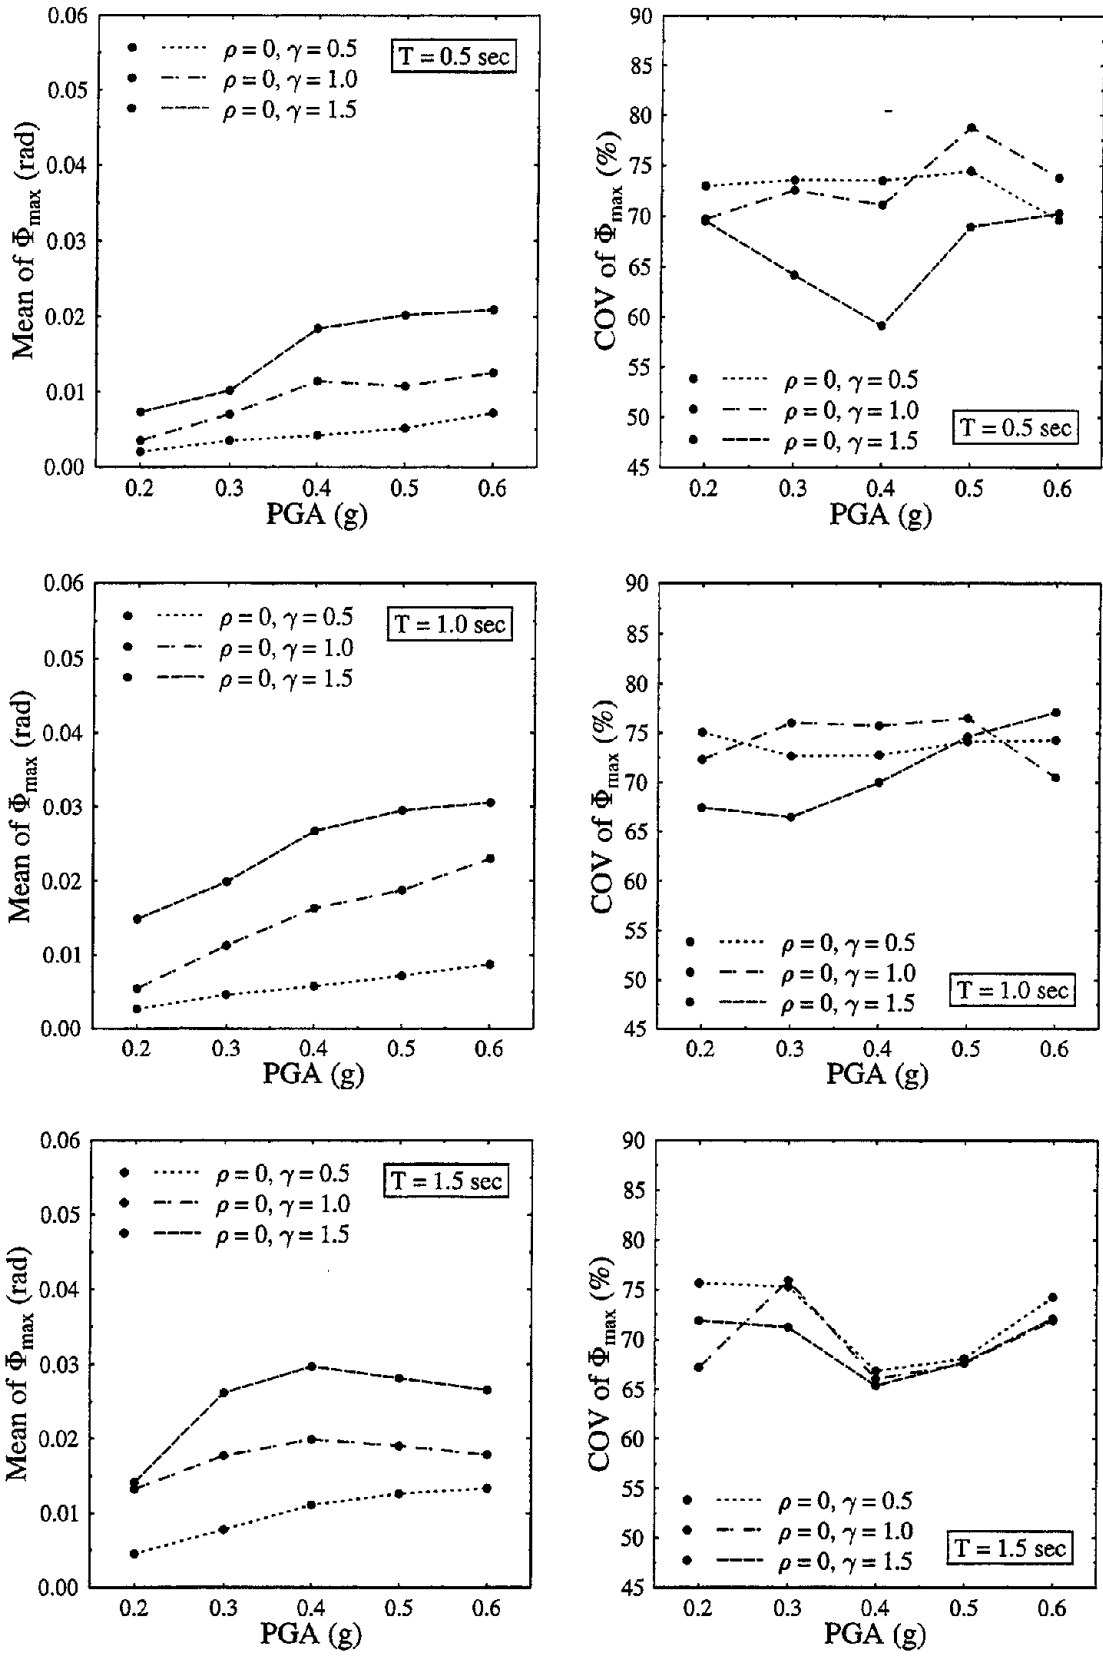 0.06
0.05
0.04
0.03
0.02
0.01
0.00
Mean of Φmax (rad)
ρ = 0, γ = 0.5
ρ = 0, γ = 1.0
ρ = 0, γ = 1.5
T = 0.5 sec
0.2 0.3 0.4 0.5 0.6
PGA (g)
90
85
80
75
70
65
60
55
50
45
COV of Φmax (%)
ρ = 0, γ = 0.5
ρ = 0, γ = 1.0
ρ = 0, γ = 1.5
T = 0.5 sec
0.2 0.3 0.4 0.5 0.6
PGA (g)
0.06
0.05
0.04
0.03
0.02
0.01
0.00
Mean of Φmax (rad)
ρ = 0, γ = 0.5
ρ = 0, γ = 1.0
ρ = 0, γ = 1.5
T = 1.0 sec
0.2 0.3 0.4 0.5 0.6
PGA (g)
90
85
80
75
70
65
60
55
50
45
COV of Φmax (%)
ρ = 0, γ = 0.5
ρ = 0, γ = 1.0
ρ = 0, γ = 1.5
T = 1.0 sec
0.2 0.3 0.4 0.5 0.6
PGA (g)
0.06
0.05
0.04
0.03
0.02
0.01
0.00
Mean of Φmax (rad)
ρ = 0, γ = 0.5
ρ = 0, γ = 1.0
ρ = 0, γ = 1.5
T = 1.5 sec
0.2 0.3 0.4 0.5 0.6
PGA (g)
90
85
80
75
70
65
60
55
50
45
COV of Φmax (%)
ρ = 0, γ = 0.5
ρ = 0, γ = 1.0
ρ = 0, γ = 1.5
T = 1.5 sec
0.2 0.3 0.4 0.5 0.6
PGA (g)